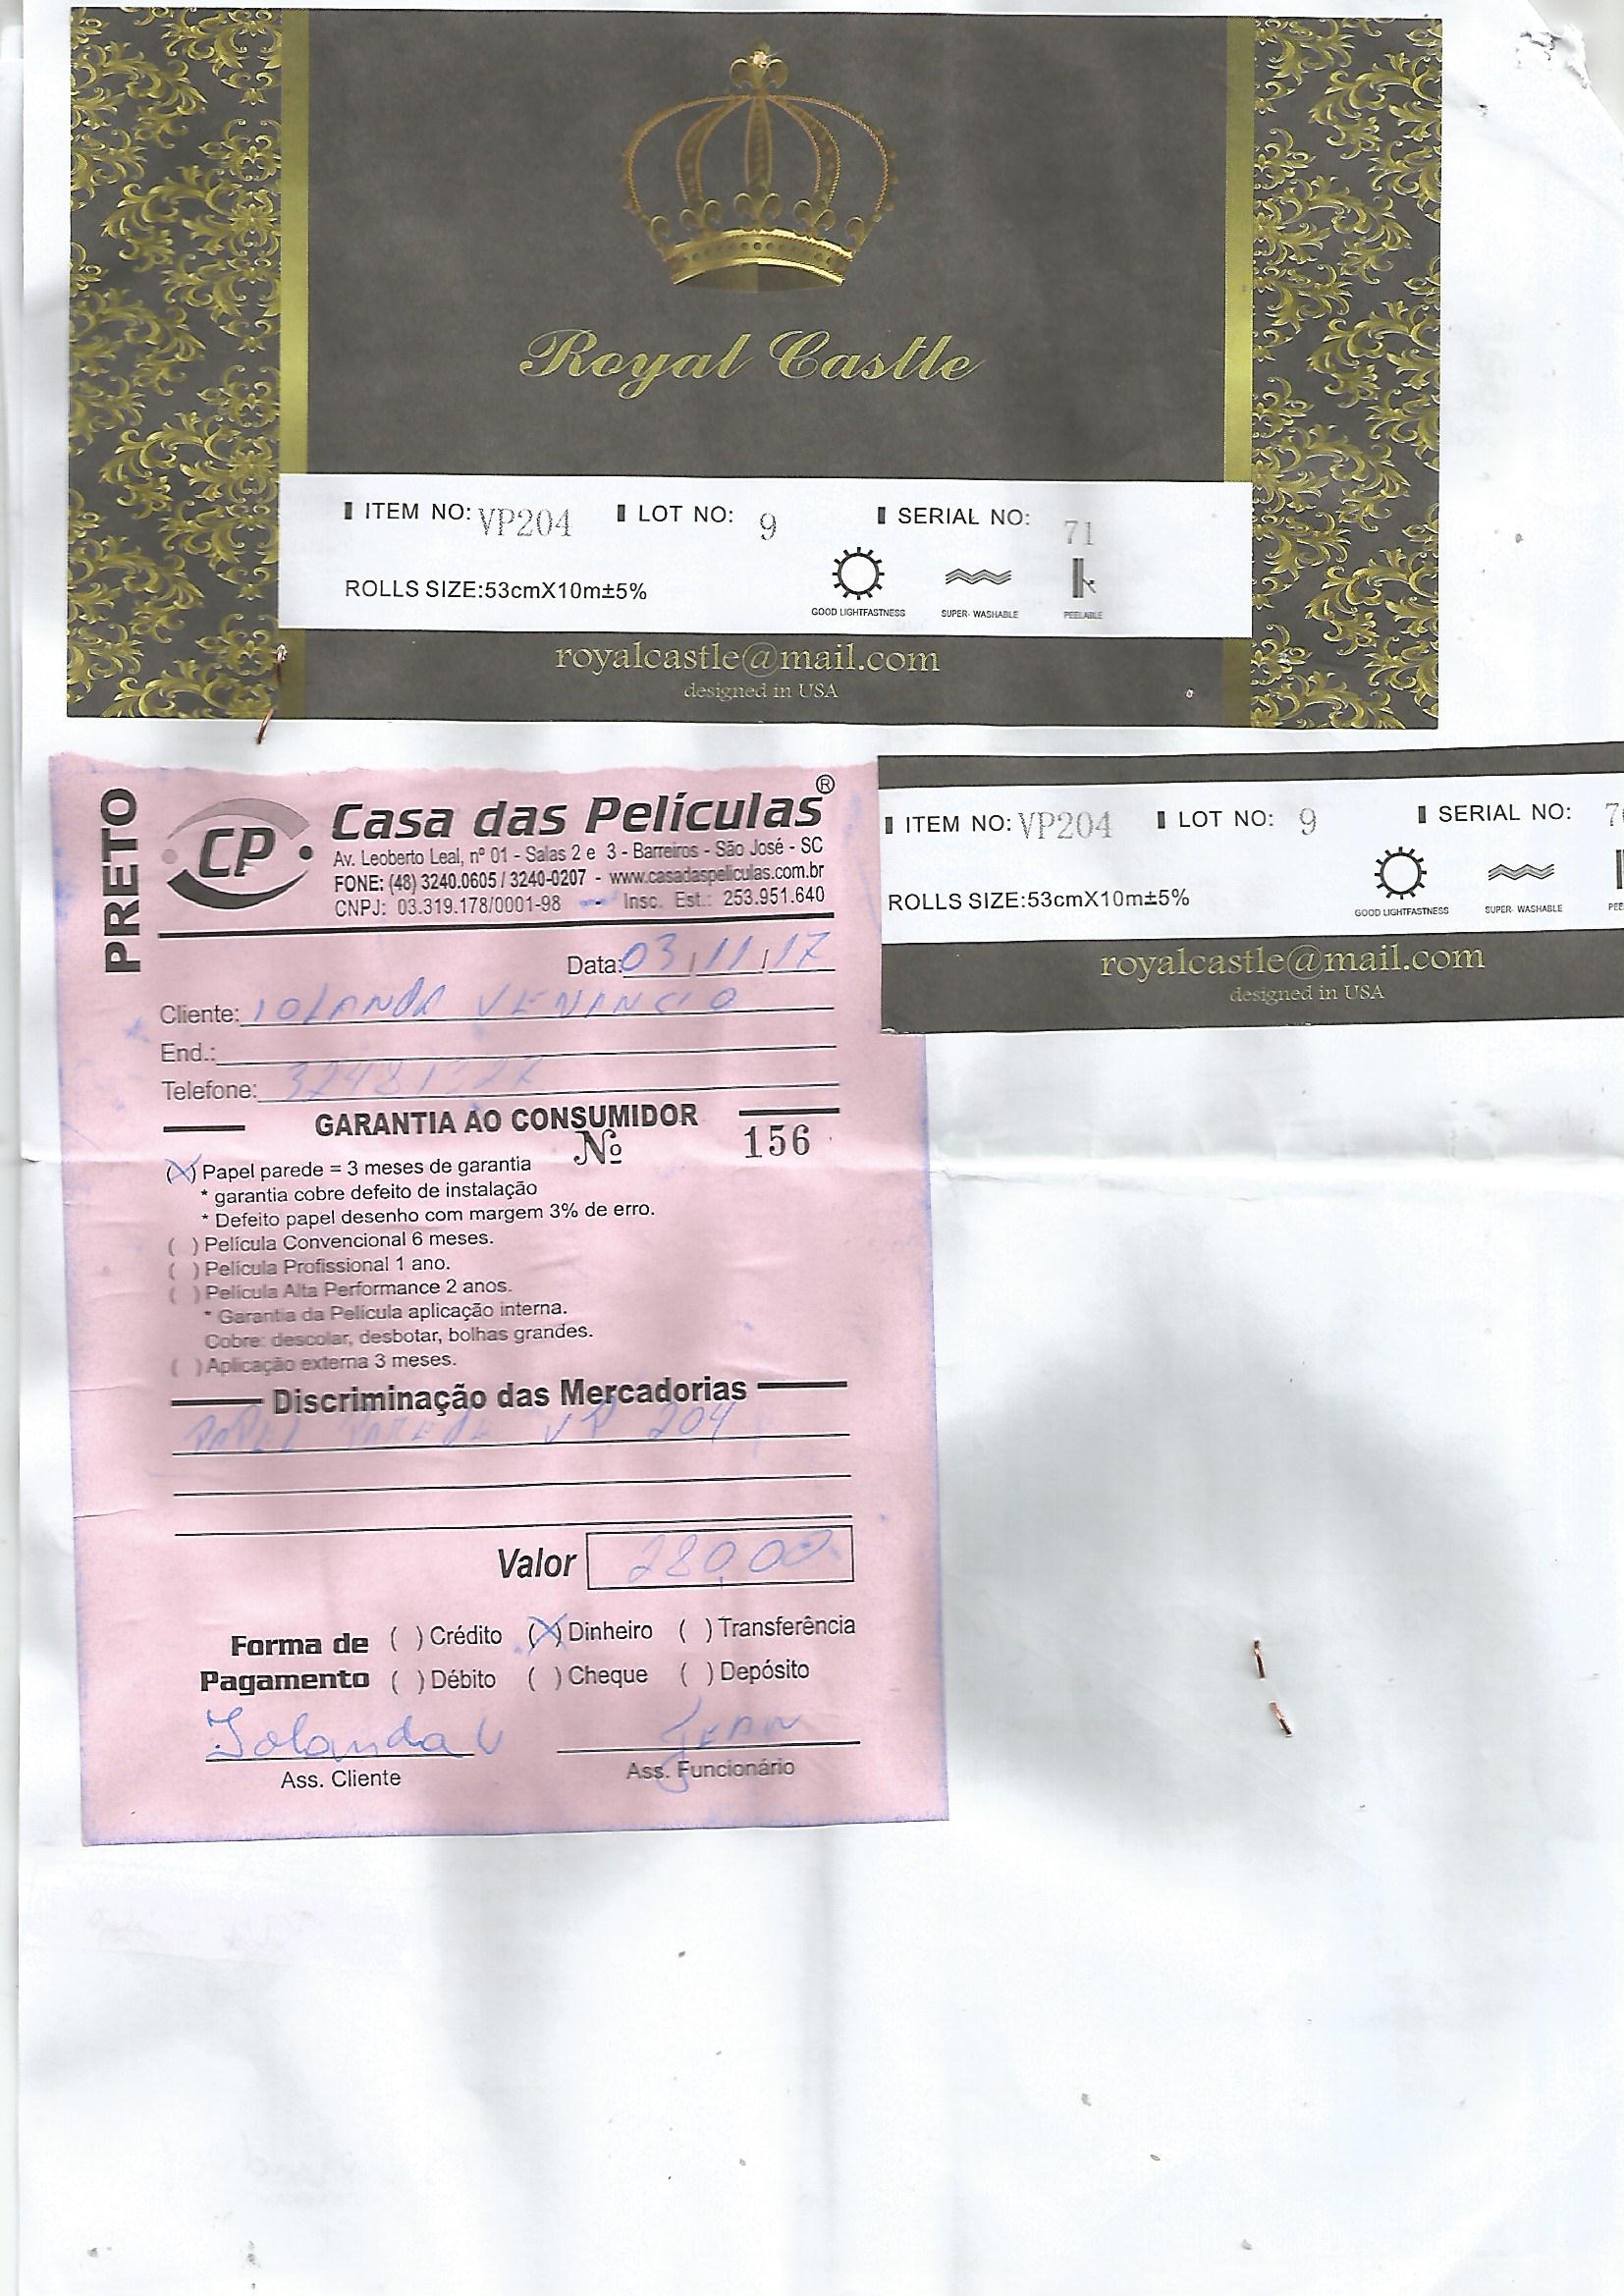 Royal Castle
ITEM NO: VP204 LOT NO: 9 SERIAL NO: 71
ROLLS SIZE:53cmX10m±5%
GOOD LIGHTFASTNESS SUPER- WASHABLE PEELABLE
royalcastle@mail.com
designed in USA
PRETO
CP
Casa das Películas®
Av. Leoberto Leal, nº 01 - Salas 2 e 3 - Barreiros - São José - SC
FONE: (48) 3240.0605 / 3240-0207 - www.casadaspeliculas.com.br
CNPJ: 03.319.178/0001-98 - Insc. Est.: 253.951.640
Data: 03/11/17
Cliente: IOLANDA VENANCIO
End.:
Telefone:
GARANTIA AO CONSUMIDOR
Nº 156
(X) Papel parede = 3 meses de garantia
* garantia cobre defeito de instalação
* Defeito papel desenho com margem 3% de erro.
( ) Película Convencional 6 meses.
( ) Película Profissional 1 ano.
( ) Película Alta Performance 2 anos.
* Garantia da Película aplicação interna.
Cobre: descolar, desbotar, bolhas grandes.
( ) Aplicação externa 3 meses.
Discriminação das Mercadorias
PAPEL PAREDE VP 204
Valor 280,00
Forma de Pagamento
( ) Crédito (X) Dinheiro ( ) Transferência
( ) Débito ( ) Cheque ( ) Depósito
Iolanda V JEAN
Ass. Cliente Ass. Funcionário
ITEM NO: VP204 LOT NO: 9 SERIAL NO:
ROLLS SIZE:53cmX10m±5%
GOOD LIGHTFASTNESS SUPER- WASHABLE
royalcastle@mail.com
designed in USA